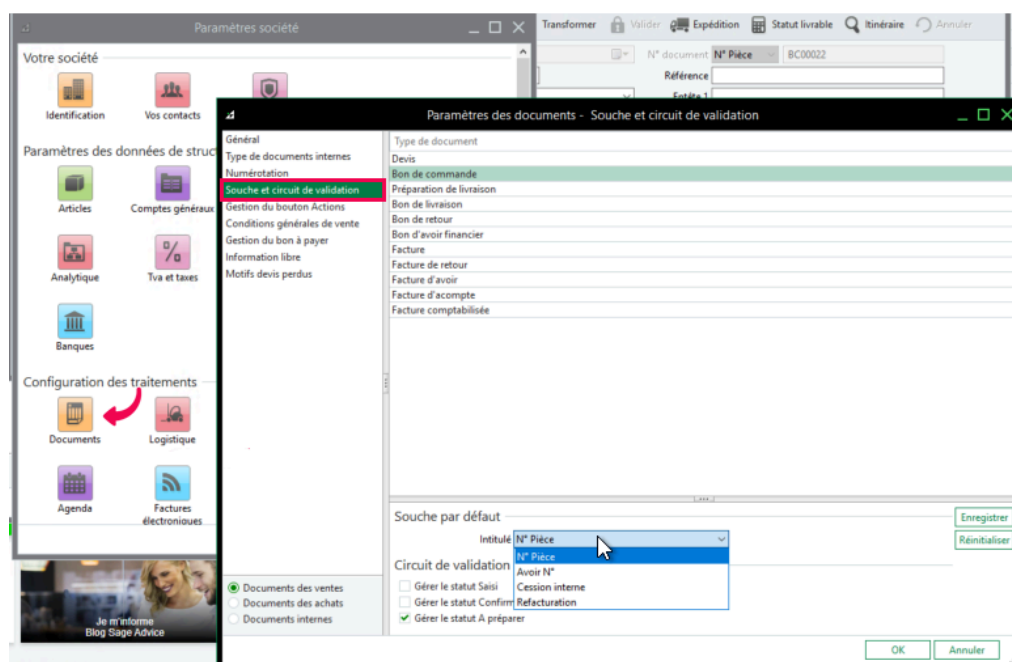 Paramètres société
Transformer
Valider
Expédition
Statut livrable
Itinéraire
Annuler
Votre société
N° document
N° Pièce
BC00022
Référence
Entête 1
Identification
Vos contacts
Paramètres des documents - Souche et circuit de validation
Paramètres des données de struc
Articles
Comptes généraux
Analytique
Tva et taxes
Banques
Configuration des traitements
Documents
Logistique
Agenda
Factures
électroniques
Je m'informe
Blog Sage Advice
Général
Type de documents internes
Numérotation
Souche et circuit de validation
Gestion du bouton Actions
Conditions générales de vente
Gestion du bon à payer
Information libre
Motifs devis perdus
Documents des ventes
Documents des achats
Documents internes
Type de document
Devis
Bon de commande
Préparation de livraison
Bon de livraison
Bon de retour
Bon d'avoir financier
Facture
Facture de retour
Facture d'avoir
Facture d'acompte
Facture comptabilisée
Souche par défaut
Enregistrer
Intitulé
N° Pièce
Réinitialiser
N° Pièce
Avoir N°
Cession interne
Refacturation
Circuit de validation
Gérer le statut Saisi
Gérer le statut Confirm
Gérer le statut A préparer
OK
Annuler